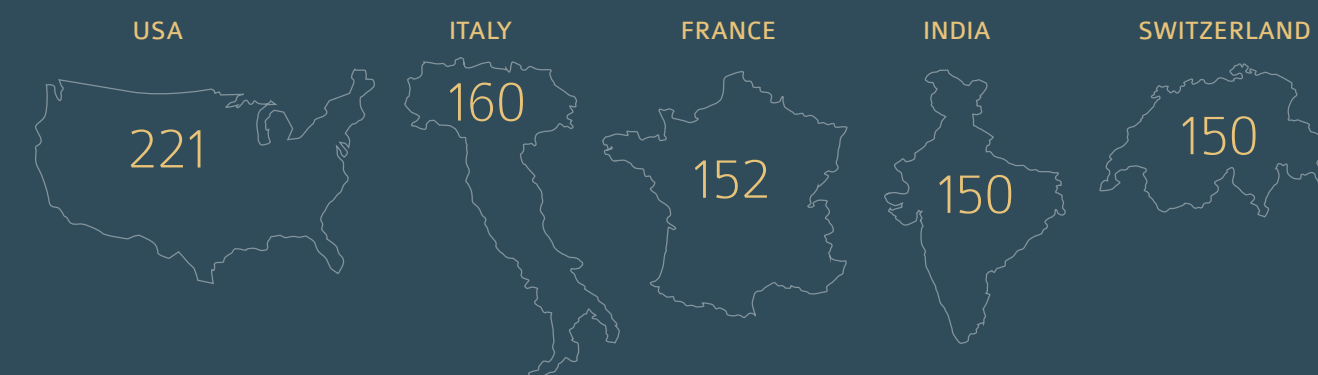 USA
221
ITALY
160
FRANCE
152
INDIA
150
SWITZERLAND
150